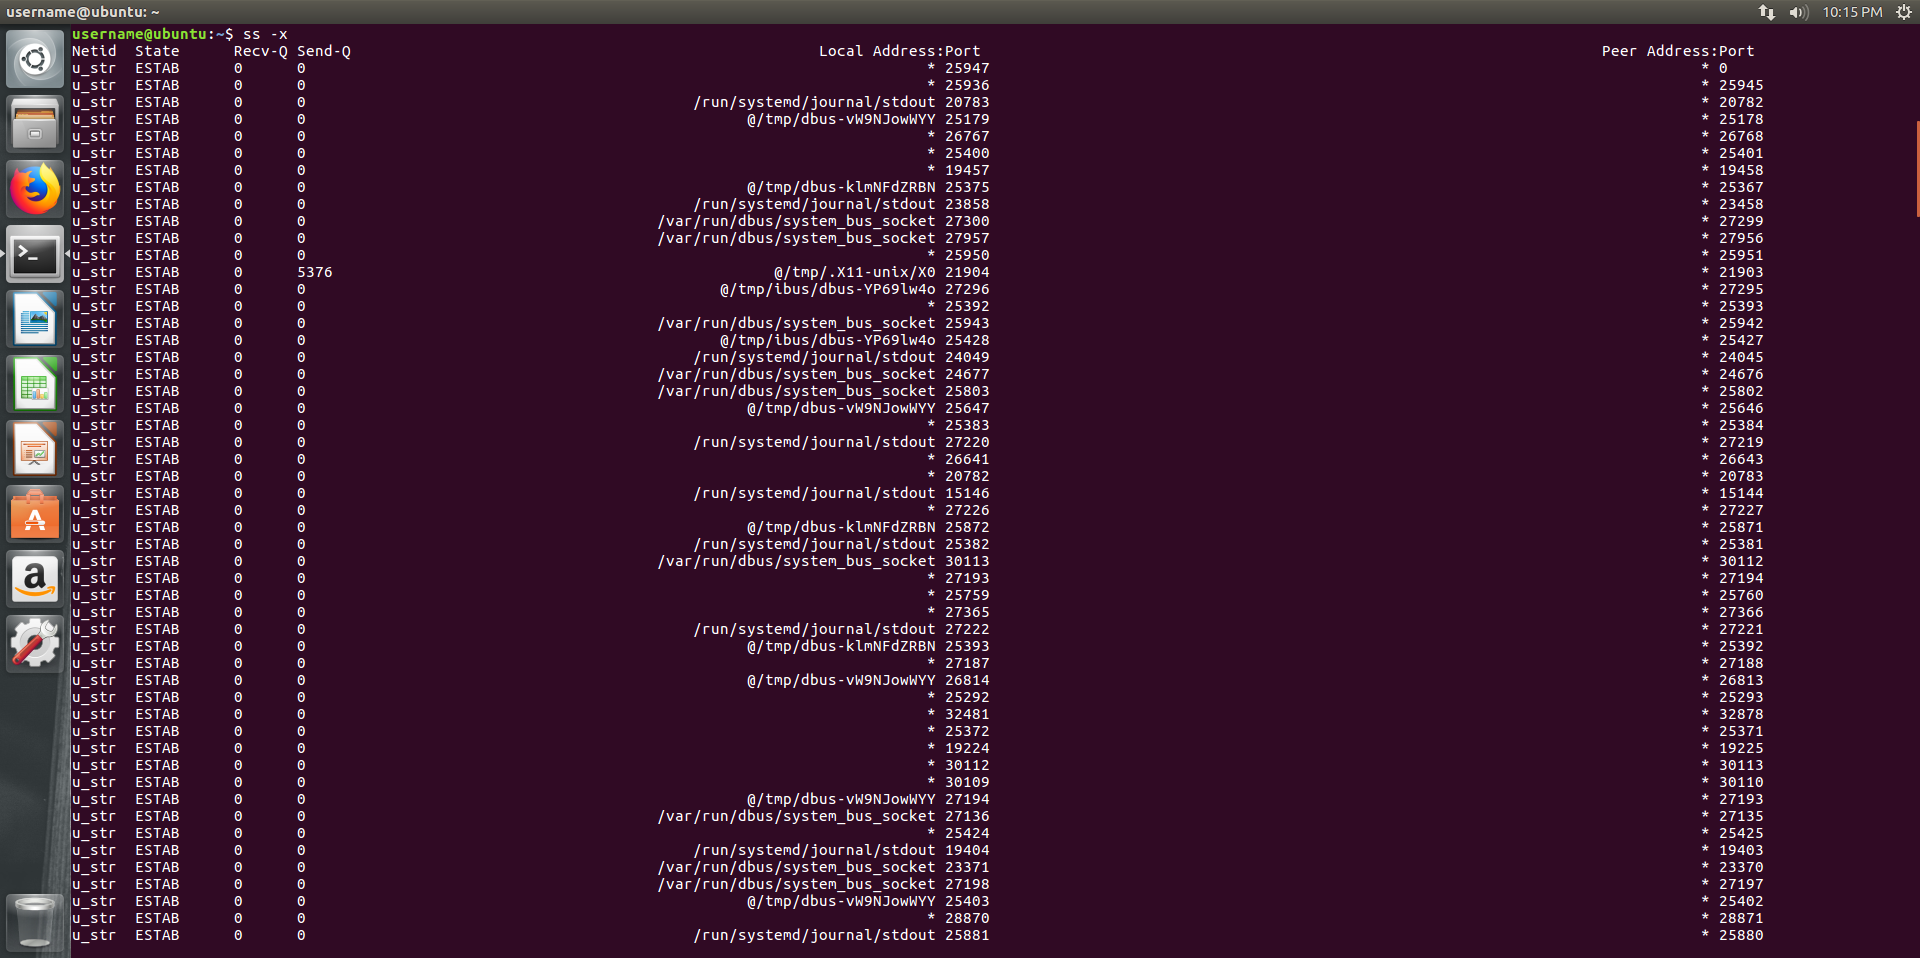 username@ubuntu: ~ 10:15 PM
username@ubuntu:~$ ss -x
Netid State Recv-Q Send-Q Local Address:Port Peer Address:Port
u_str ESTAB 0 0 * 25947 * 0
u_str ESTAB 0 0 * 25936 * 25945
u_str ESTAB 0 0 /run/systemd/journal/stdout 20783 * 20782
u_str ESTAB 0 0 @/tmp/dbus-vW9NJowWYY 25179 * 25178
u_str ESTAB 0 0 * 26767 * 26768
u_str ESTAB 0 0 * 25400 * 25401
u_str ESTAB 0 0 * 19457 * 19458
u_str ESTAB 0 0 @/tmp/dbus-klmNFdZRBN 25375 * 25367
u_str ESTAB 0 0 /run/systemd/journal/stdout 23858 * 23458
u_str ESTAB 0 0 /var/run/dbus/system_bus_socket 27300 * 27299
u_str ESTAB 0 0 /var/run/dbus/system_bus_socket 27957 * 27956
u_str ESTAB 0 0 * 25950 * 25951
u_str ESTAB 0 5376 @/tmp/.X11-unix/X0 21904 * 21903
u_str ESTAB 0 0 @/tmp/ibus/dbus-YP69lw4o 27296 * 27295
u_str ESTAB 0 0 * 25392 * 25393
u_str ESTAB 0 0 /var/run/dbus/system_bus_socket 25943 * 25942
u_str ESTAB 0 0 @/tmp/ibus/dbus-YP69lw4o 25428 * 25427
u_str ESTAB 0 0 /run/systemd/journal/stdout 24049 * 24045
u_str ESTAB 0 0 /var/run/dbus/system_bus_socket 24677 * 24676
u_str ESTAB 0 0 /var/run/dbus/system_bus_socket 25803 * 25802
u_str ESTAB 0 0 @/tmp/dbus-vW9NJowWYY 25647 * 25646
u_str ESTAB 0 0 * 25383 * 25384
u_str ESTAB 0 0 /run/systemd/journal/stdout 27220 * 27219
u_str ESTAB 0 0 * 26641 * 26643
u_str ESTAB 0 0 * 20782 * 20783
u_str ESTAB 0 0 /run/systemd/journal/stdout 15146 * 15144
u_str ESTAB 0 0 * 27226 * 27227
u_str ESTAB 0 0 @/tmp/dbus-klmNFdZRBN 25872 * 25871
u_str ESTAB 0 0 /run/systemd/journal/stdout 25382 * 25381
u_str ESTAB 0 0 /var/run/dbus/system_bus_socket 30113 * 30112
u_str ESTAB 0 0 * 27193 * 27194
u_str ESTAB 0 0 * 25759 * 25760
u_str ESTAB 0 0 * 27365 * 27366
u_str ESTAB 0 0 /run/systemd/journal/stdout 27222 * 27221
u_str ESTAB 0 0 @/tmp/dbus-klmNFdZRBN 25393 * 25392
u_str ESTAB 0 0 * 27187 * 27188
u_str ESTAB 0 0 @/tmp/dbus-vW9NJowWYY 26814 * 26813
u_str ESTAB 0 0 * 25292 * 25293
u_str ESTAB 0 0 * 32481 * 32878
u_str ESTAB 0 0 * 25372 * 25371
u_str ESTAB 0 0 * 19224 * 19225
u_str ESTAB 0 0 * 30112 * 30113
u_str ESTAB 0 0 * 30109 * 30110
u_str ESTAB 0 0 @/tmp/dbus-vW9NJowWYY 27194 * 27193
u_str ESTAB 0 0 /var/run/dbus/system_bus_socket 27136 * 27135
u_str ESTAB 0 0 * 25424 * 25425
u_str ESTAB 0 0 /run/systemd/journal/stdout 19404 * 19403
u_str ESTAB 0 0 /var/run/dbus/system_bus_socket 23371 * 23370
u_str ESTAB 0 0 /var/run/dbus/system_bus_socket 27198 * 27197
u_str ESTAB 0 0 @/tmp/dbus-vW9NJowWYY 25403 * 25402
u_str ESTAB 0 0 * 28870 * 28871
u_str ESTAB 0 0 /run/systemd/journal/stdout 25881 * 25880